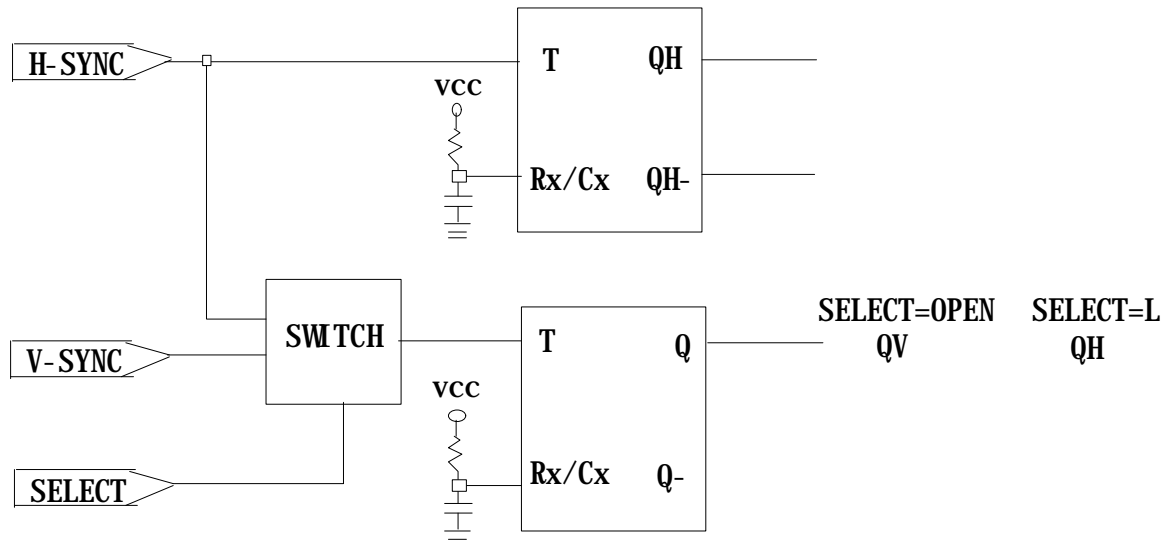 H-SYNC
T QH
VCC
Rx/Cx QH-
SWITCH
SELECT=OPEN SELECT=L
QV QH
V-SYNC
T Q
VCC
SELECT
Rx/Cx Q-